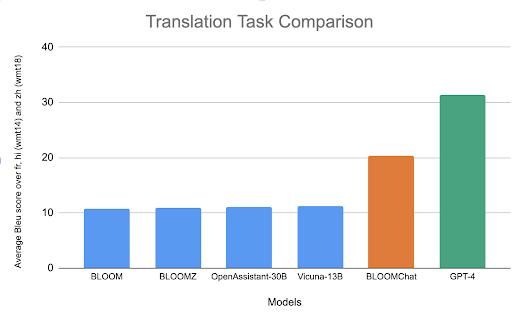 Translation Task Comparison
Average Bleu score over fr, hi (wmt14) and zh (wmt18)
40
30
20
10
0
BLOOM BLOOMZ OpenAssistant-30B Vicuna-13B BLOOMChat GPT-4
Models